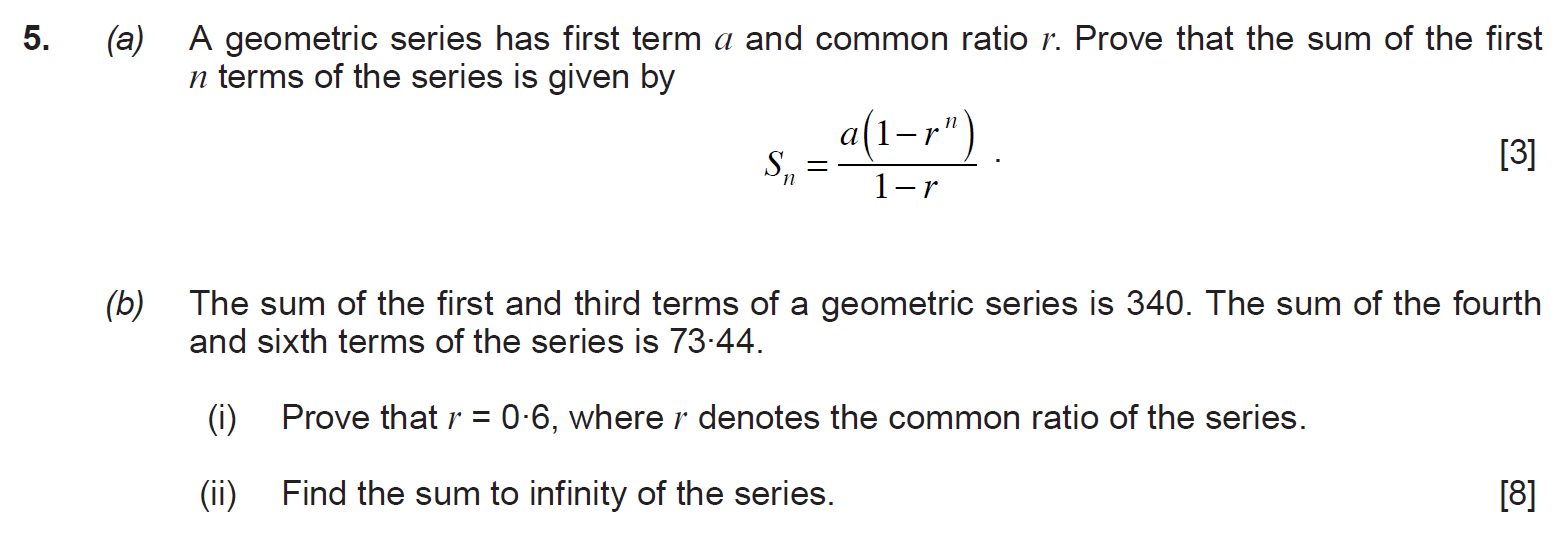 5. (a) A geometric series has first term a and common ratio r. Prove that the sum of the first
n terms of the series is given by
Sₙ = a(1 − rⁿ) / (1 − r) . [3]
(b) The sum of the first and third terms of a geometric series is 340. The sum of the fourth
and sixth terms of the series is 73·44.
(i) Prove that r = 0·6, where r denotes the common ratio of the series.
(ii) Find the sum to infinity of the series. [8]